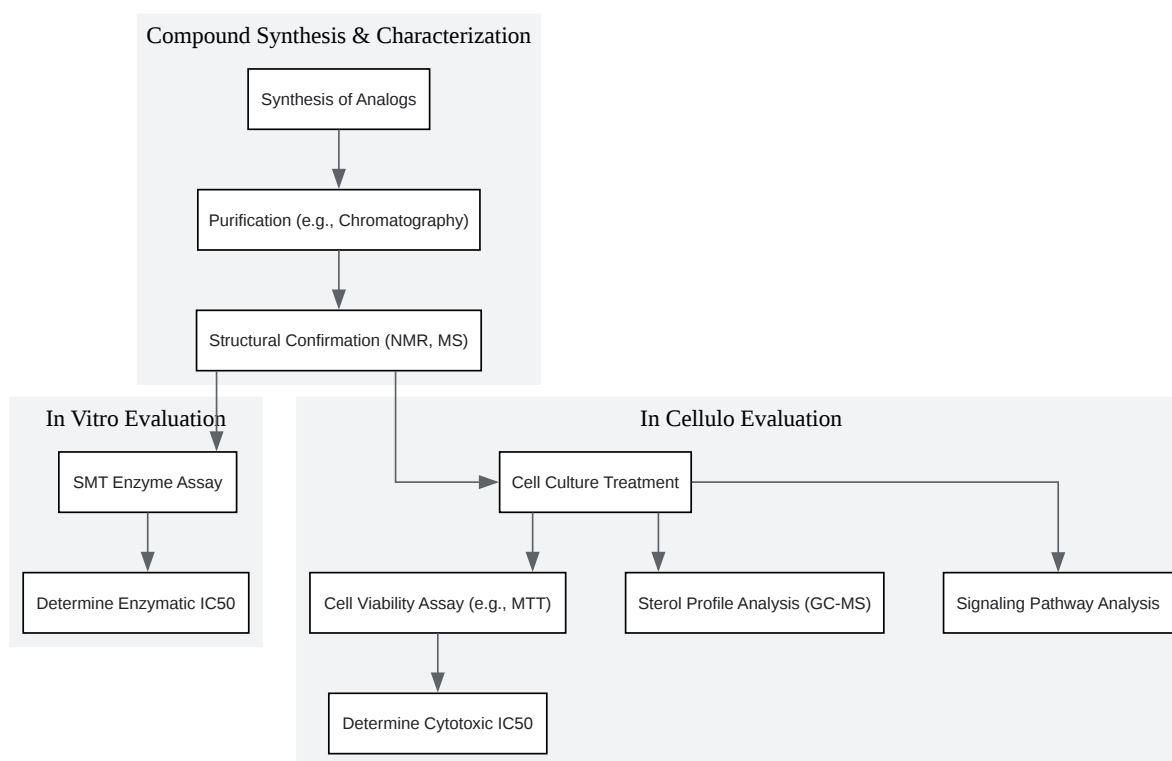 Compound Synthesis & Characterization
Synthesis of Analogs
Purification (e.g., Chromatography)
Structural Confirmation (NMR, MS)
In Vitro Evaluation
SMT Enzyme Assay
Determine Enzymatic IC50
In Cellulo Evaluation
Cell Culture Treatment
Cell Viability Assay (e.g., MTT)
Sterol Profile Analysis (GC-MS)
Signaling Pathway Analysis
Determine Cytotoxic IC50